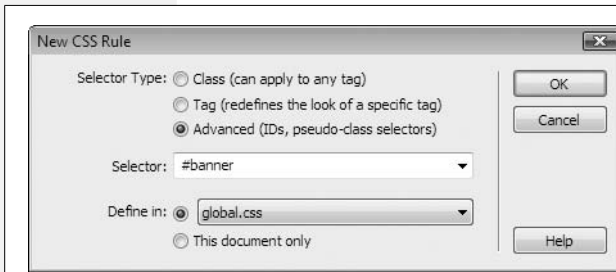 New CSS Rule
Selector Type: Class (can apply to any tag)
Tag (redefines the look of a specific tag)
Advanced (IDs, pseudo-class selectors)
Selector: #banner
Define in: global.css
This document only
OK
Cancel
Help